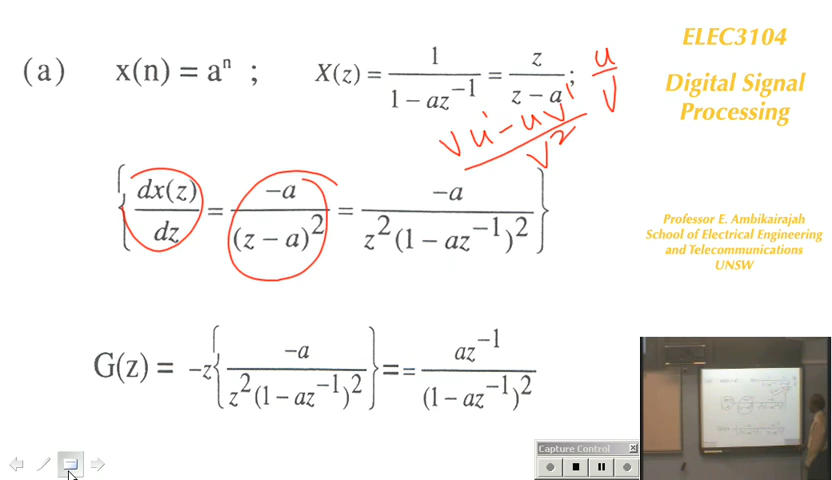 (a) x(n) = aⁿ ; X(z) = 1 / (1 − az⁻¹) = z / (z − a) ; u / v
(vu' − uv') / v²
{ dx(z) / dz = −a / (z − a)² = −a / (z²(1 − az⁻¹)²) }
G(z) = −z { −a / (z²(1 − az⁻¹)²) } = = az⁻¹ / (1 − az⁻¹)²
ELEC3104
Digital Signal
Processing
Professor E. Ambikairajah
School of Electrical Engineering
and Telecommunications
UNSW
Capture Control